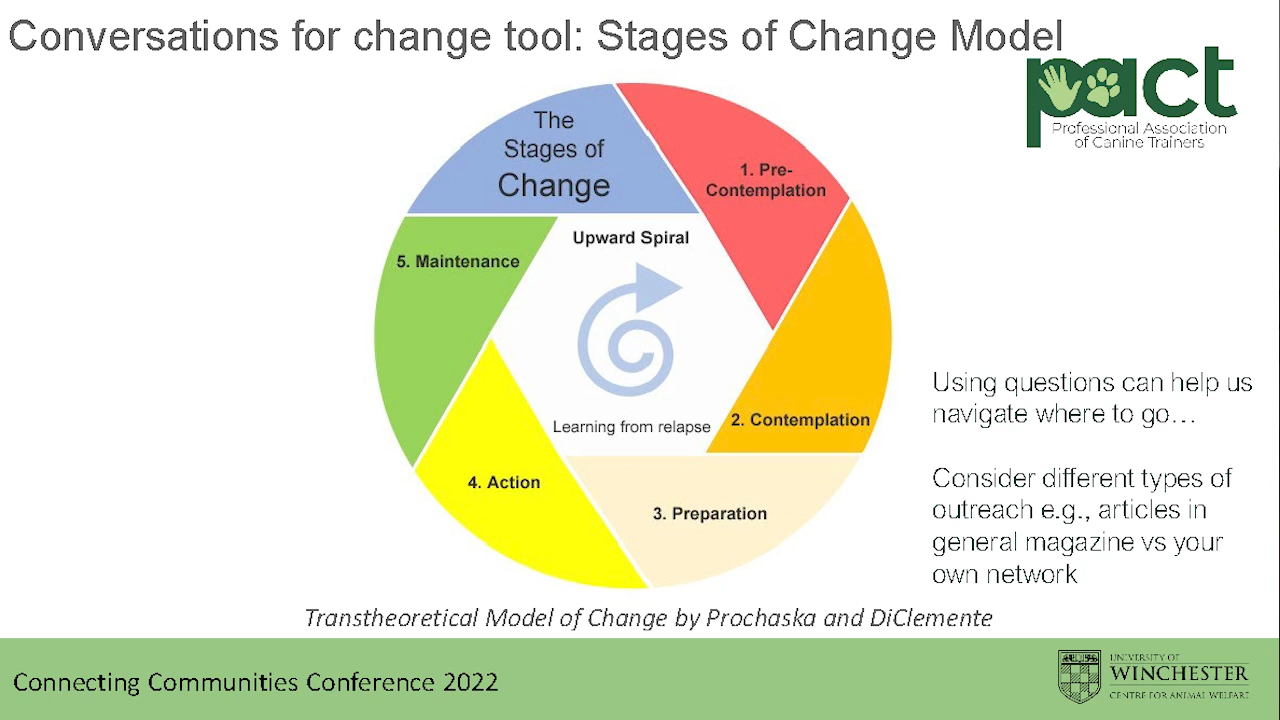 Conversations for change tool: Stages of Change Model
pact
Professional Association
of Canine Trainers
The
Stages of
Change
1. Pre-
Contemplation
2. Contemplation
3. Preparation
4. Action
5. Maintenance
Upward Spiral
Learning from relapse
Using questions can help us
navigate where to go…
Consider different types of
outreach e.g., articles in
general magazine vs your
own network
Transtheoretical Model of Change by Prochaska and DiClemente
Connecting Communities Conference 2022
UNIVERSITY OF
WINCHESTER
CENTRE FOR ANIMAL WELFARE